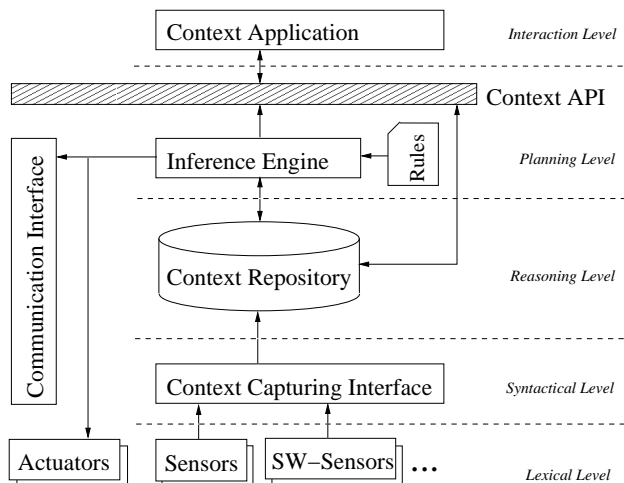 Context Application
Interaction Level
Context API
Communication Interface
Inference Engine
Rules
Planning Level
Context Repository
Reasoning Level
Context Capturing Interface
Syntactical Level
Actuators
Sensors
SW–Sensors
...
Lexical Level